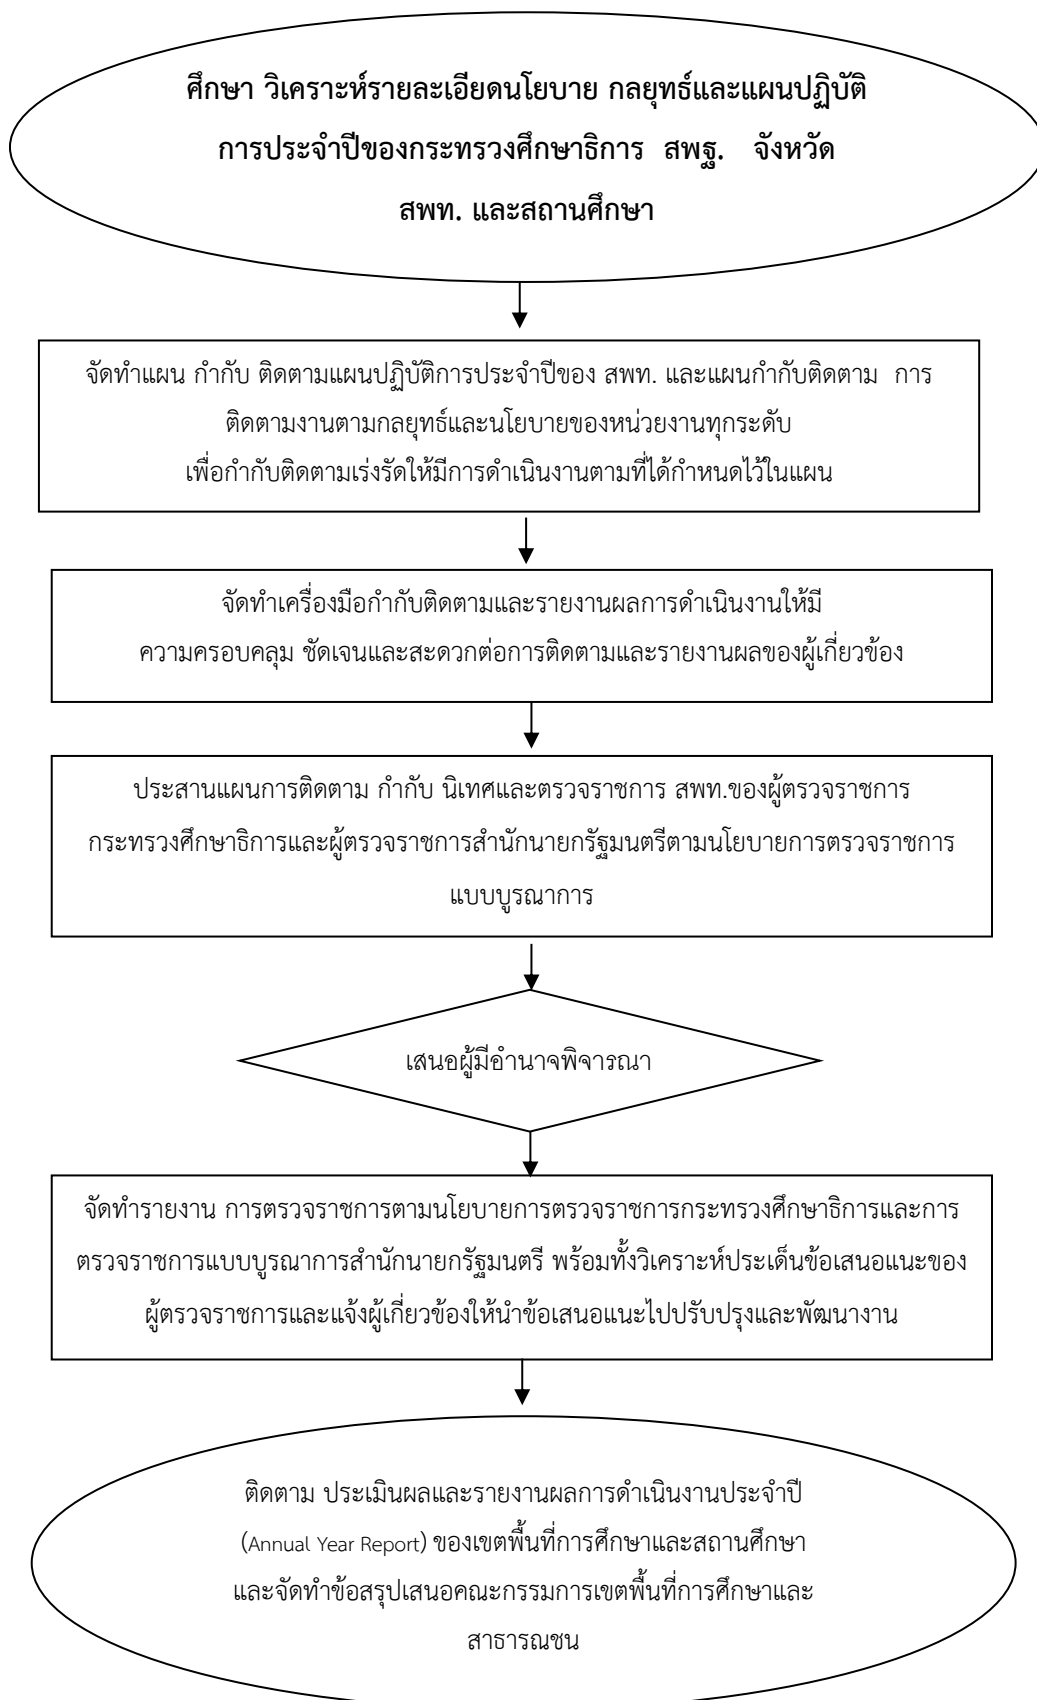 ศึกษา วิเคราะห์รายละเอียดนโยบาย กลยุทธ์และแผนปฏิบัติ
การประจำปีของกระทรวงศึกษาธิการ สพฐ. จังหวัด
สพท. และสถานศึกษา
จัดทำแผน กำกับ ติดตามแผนปฏิบัติการประจำปีของ สพท. และแผนกำกับติดตาม การ
ติดตามงานตามกลยุทธ์และนโยบายของหน่วยงานทุกระดับ
เพื่อกำกับติดตามเร่งรัดให้มีการดำเนินงานตามที่ได้กำหนดไว้ในแผน
จัดทำเครื่องมือกำกับติดตามและรายงานผลการดำเนินงานให้มี
ความครอบคลุม ชัดเจนและสะดวกต่อการติดตามและรายงานผลของผู้เกี่ยวข้อง
ประสานแผนการติดตาม กำกับ นิเทศและตรวจราชการ สพท.ของผู้ตรวจราชการ
กระทรวงศึกษาธิการและผู้ตรวจราชการสำนักนายกรัฐมนตรีตามนโยบายการตรวจราชการ
แบบบูรณาการ
เสนอผู้มีอำนาจพิจารณา
จัดทำรายงาน การตรวจราชการตามนโยบายการตรวจราชการกระทรวงศึกษาธิการและการ
ตรวจราชการแบบบูรณาการสำนักนายกรัฐมนตรี พร้อมทั้งวิเคราะห์ประเด็นข้อเสนอแนะของ
ผู้ตรวจราชการและแจ้งผู้เกี่ยวข้องให้นำข้อเสนอแนะไปปรับปรุงและพัฒนางาน
ติดตาม ประเมินผลและรายงานผลการดำเนินงานประจำปี
(Annual Year Report) ของเขตพื้นที่การศึกษาและสถานศึกษา
และจัดทำข้อสรุปเสนอคณะกรรมการเขตพื้นที่การศึกษาและ
สาธารณชน